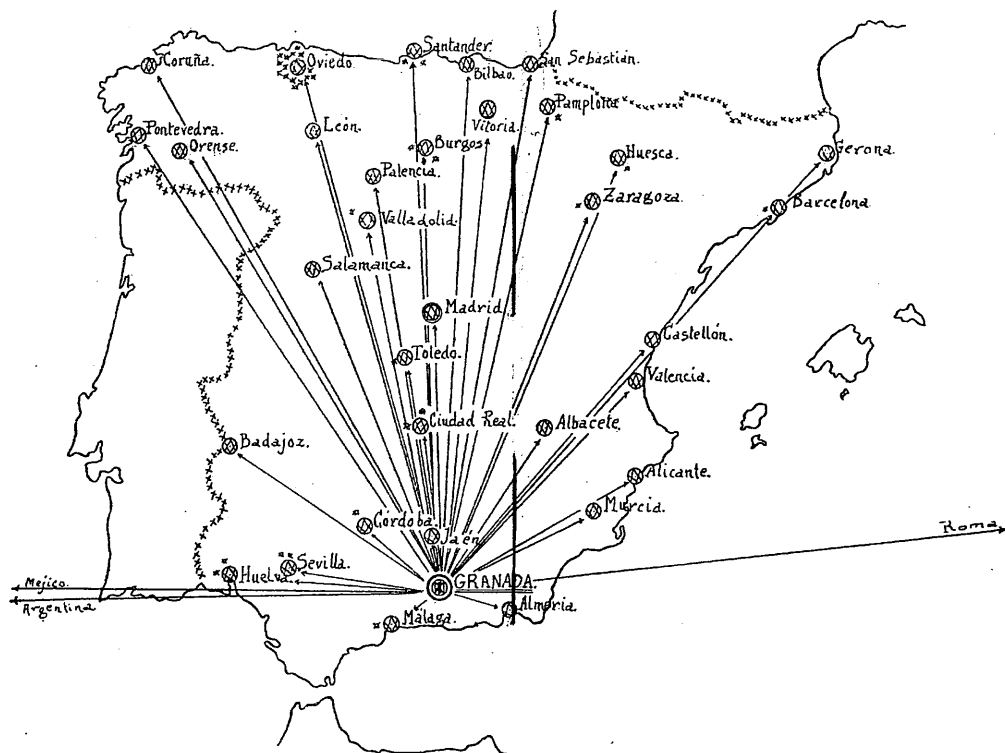 Santander.
Coruña.
Oviedo.
Bilbao.
San Sebastián.
Pamplona
Vitoria.
León.
Pontevedra.
Orense.
Burgos
Huesca.
Gerona.
Palencia.
Zaragoza.
Barcelona.
Valladolid.
Salamanca.
Madrid.
Castellón.
Toledo.
Valencia.
Ciudad Real.
Albacete.
Badajoz.
Alicante.
Murcia.
Córdoba.
Jaén
Roma
Sevilla.
Huelva.
GRANADA.
Mejico.
Argentina
Almeria.
Málaga.